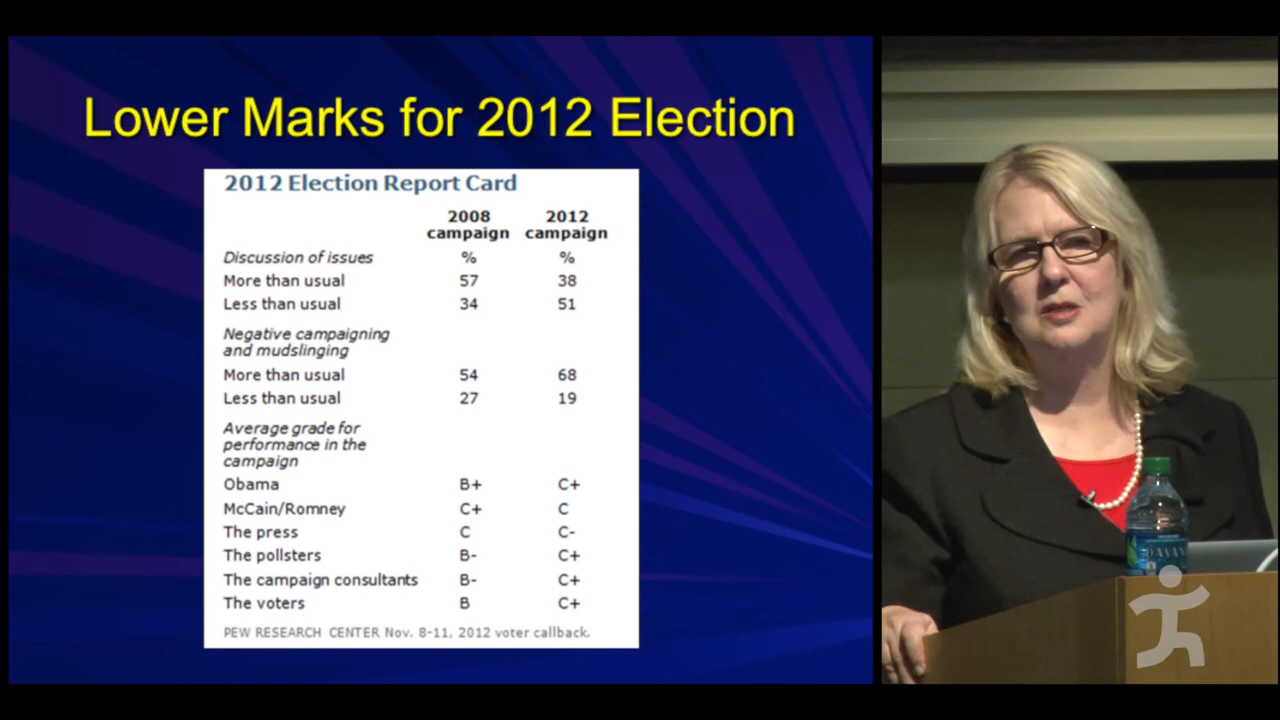 Lower Marks for 2012 Election
2012 Election Report Card
2008 campaign 2012 campaign
Discussion of issues % %
More than usual 57 38
Less than usual 34 51
Negative campaigning
and mudslinging
More than usual 54 68
Less than usual 27 19
Average grade for
performance in the
campaign
Obama B+ C+
McCain/Romney C+ C
The press C C-
The pollsters B- C+
The campaign consultants B- C+
The voters B C+
PEW RESEARCH CENTER Nov. 8-11, 2012 voter callback.
DASANI